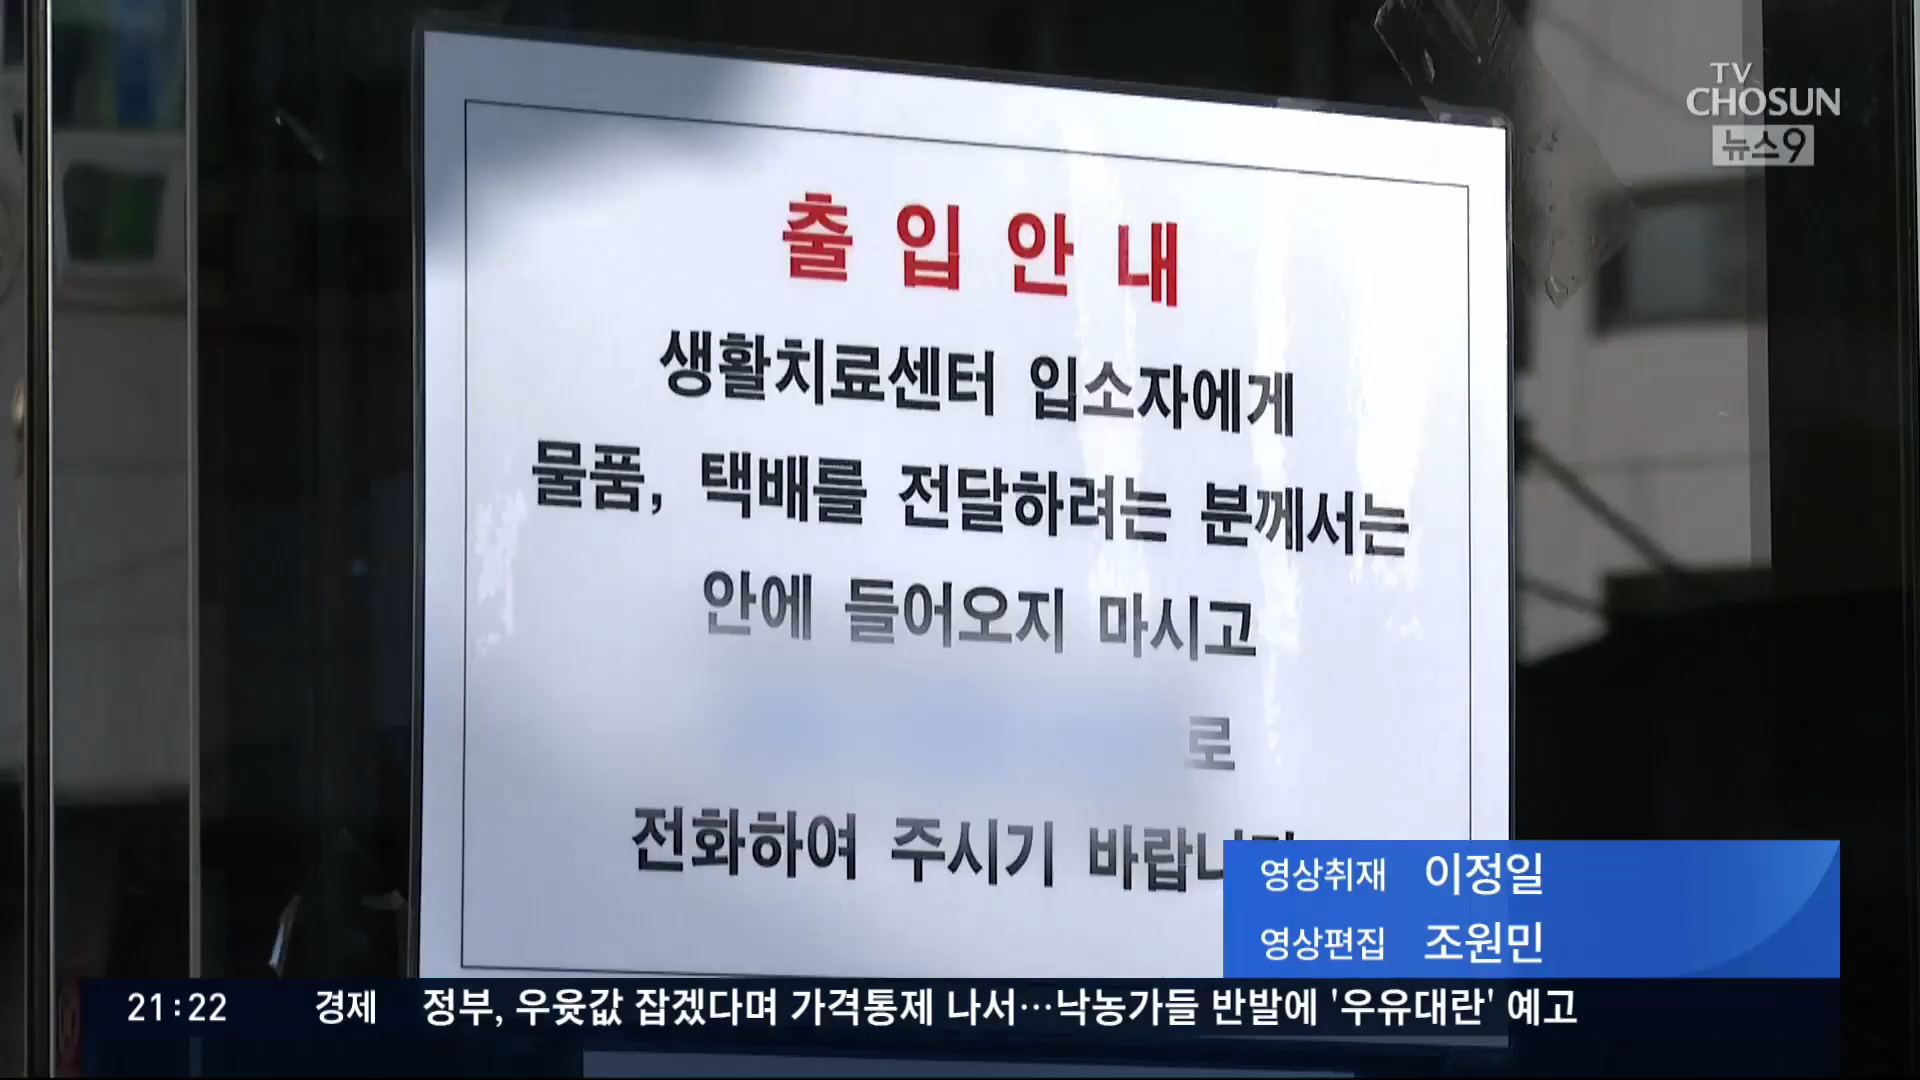 TV
CHOSUN
뉴스9
출입안내
생활치료센터 입소자에게
물품, 택배를 전달하려는 분께서는
안에 들어오지 마시고
로
전화하여 주시기
영상취재 이정일
영상편집 조원민
21:22 경제 정부, 우윳값 잡겠다며 가격통제 나서…낙농가들 반발에 '우유대란' 예고